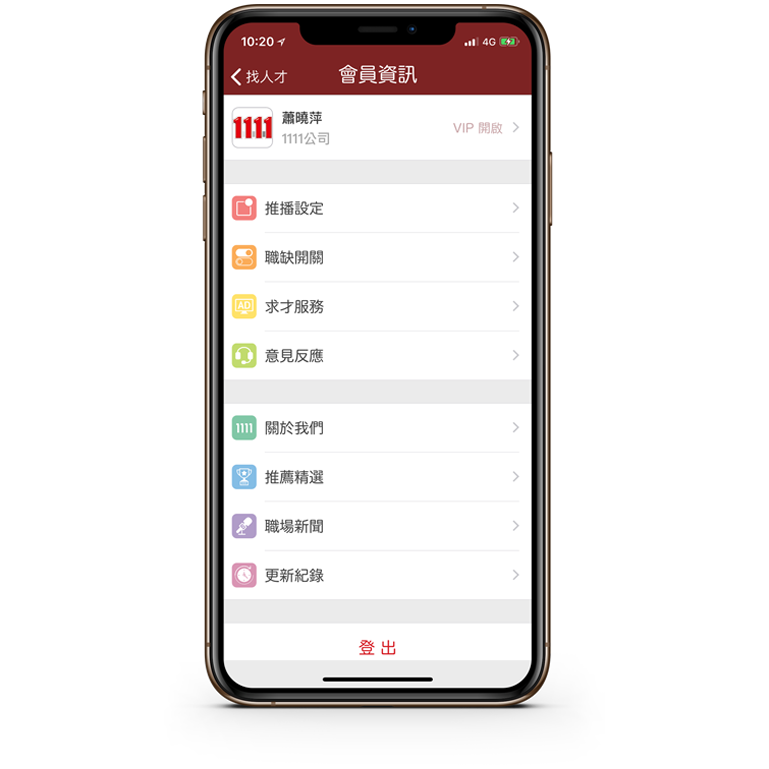 10:20 4G
找人才 會員資訊
1111 蕭曉萍
1111公司 VIP 開啟
推播設定
職缺開關
AD 求才服務
意見反應
1111 關於我們
推薦精選
職場新聞
更新紀錄
登出